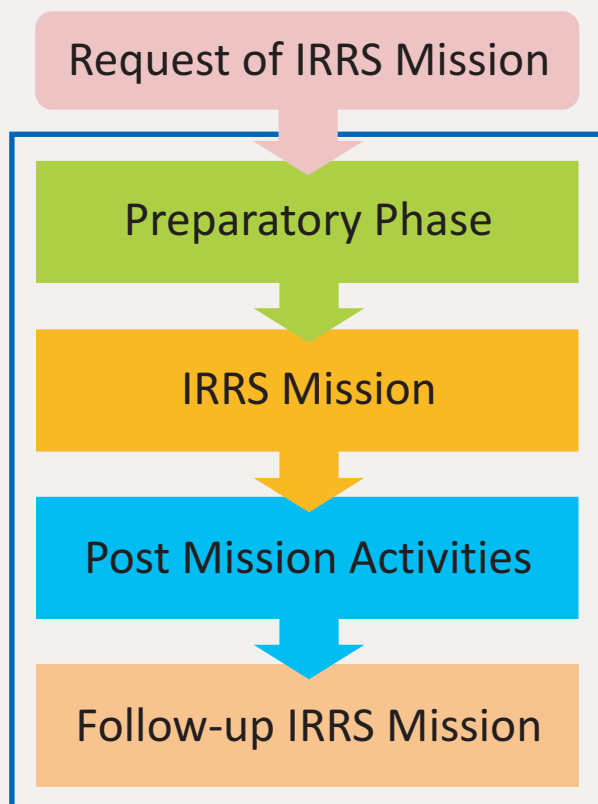 Request of IRRS Mission
Preparatory Phase
IRRS Mission
Post Mission Activities
Follow-up IRRS Mission